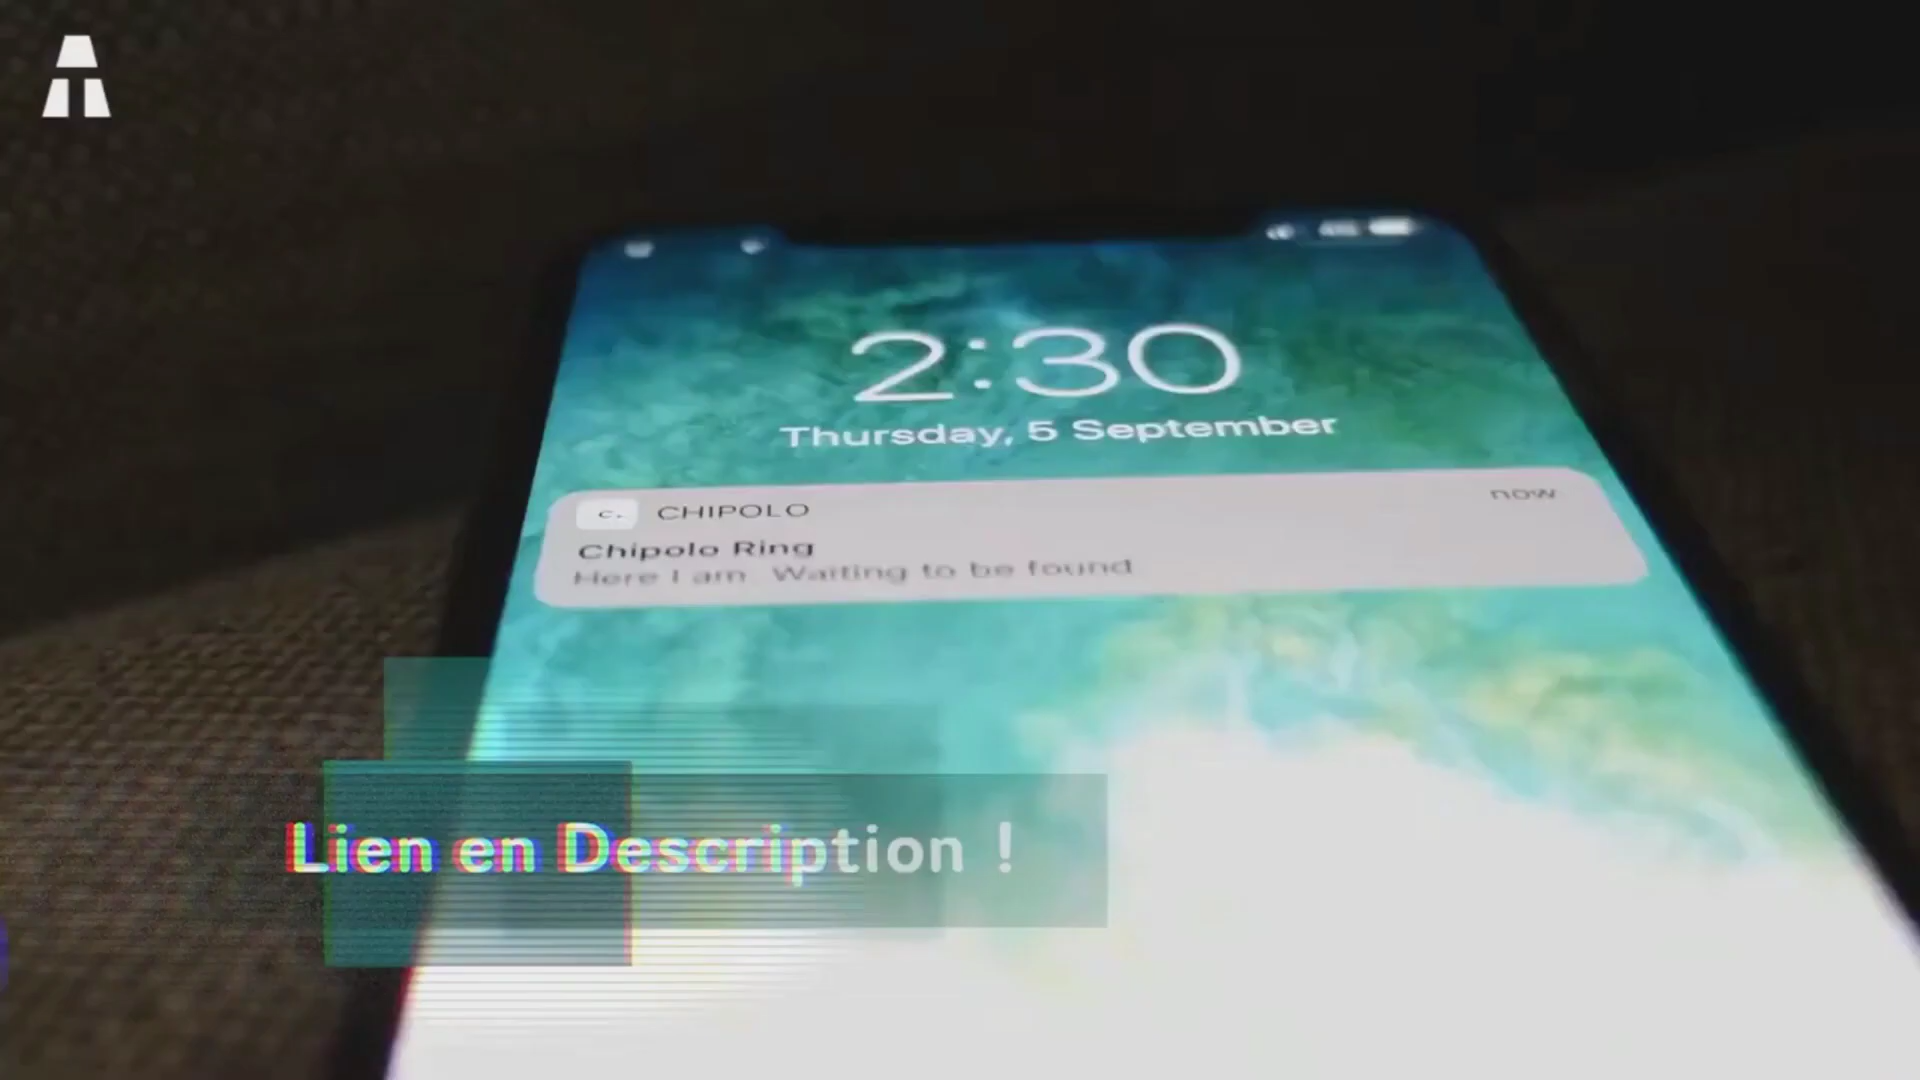 2:30
Thursday, 5 September
c. CHIPOLO
now
Chipolo Ring
Here I am Waiting to be found
Lien en Description !